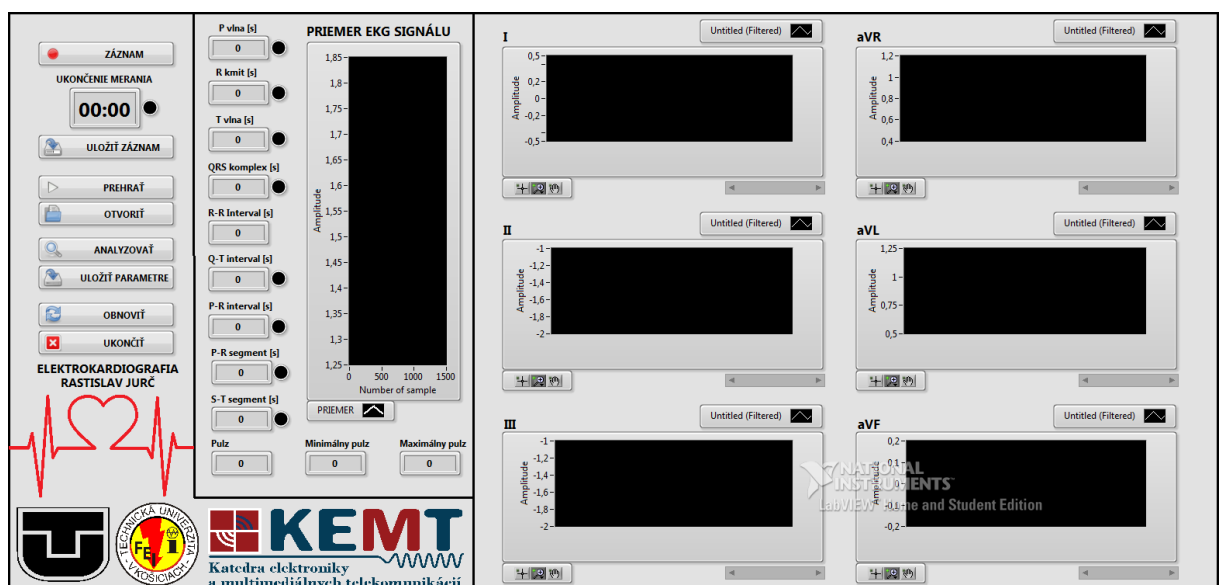 ZÁZNAM
UKONČENIE MERANIA
00:00
ULOŽIŤ ZÁZNAM
PREHRAŤ
OTVORIŤ
ANALYZOVAŤ
ULOŽIŤ PARAMETRE
OBNOVIŤ
UKONČIŤ
ELEKTROKARDIOGRAFIA
RASTISLAV JURČ
TECHNICKÁ UNIVERZITA
V KOŠICIACH
FEI
P vlna [s]
0
R kmit [s]
0
T vlna [s]
0
QRS komplex [s]
0
R-R Interval [s]
0
Q-T interval [s]
0
P-R interval [s]
0
P-R segment [s]
0
S-T segment [s]
0
Pulz
0
Minimálny pulz
0
Maximálny pulz
0
PRIEMER EKG SIGNÁLU
Amplitude
1,85
1,8
1,75
1,7
1,65
1,6
1,55
1,5
1,45
1,4
1,35
1,3
1,25
0 500 1000 1500
Number of sample
PRIEMER
KEMT
Katedra elektroniky
a multimediálnych telekomunikácií
I
Untitled (Filtered)
Amplitude
0,5
0,2
0
-0,2
-0,5
aVR
Untitled (Filtered)
Amplitude
1,2
1
0,8
0,6
0,4
II
Untitled (Filtered)
Amplitude
-1
-1,2
-1,4
-1,6
-1,8
-2
aVL
Untitled (Filtered)
Amplitude
1,25
1
0,75
0,5
III
Untitled (Filtered)
Amplitude
-1
-1,2
-1,4
-1,6
-1,8
-2
aVF
Untitled (Filtered)
Amplitude
0,2
0,1
-0,2
NATIONAL
INSTRUMENTS
LabVIEW Home and Student Edition